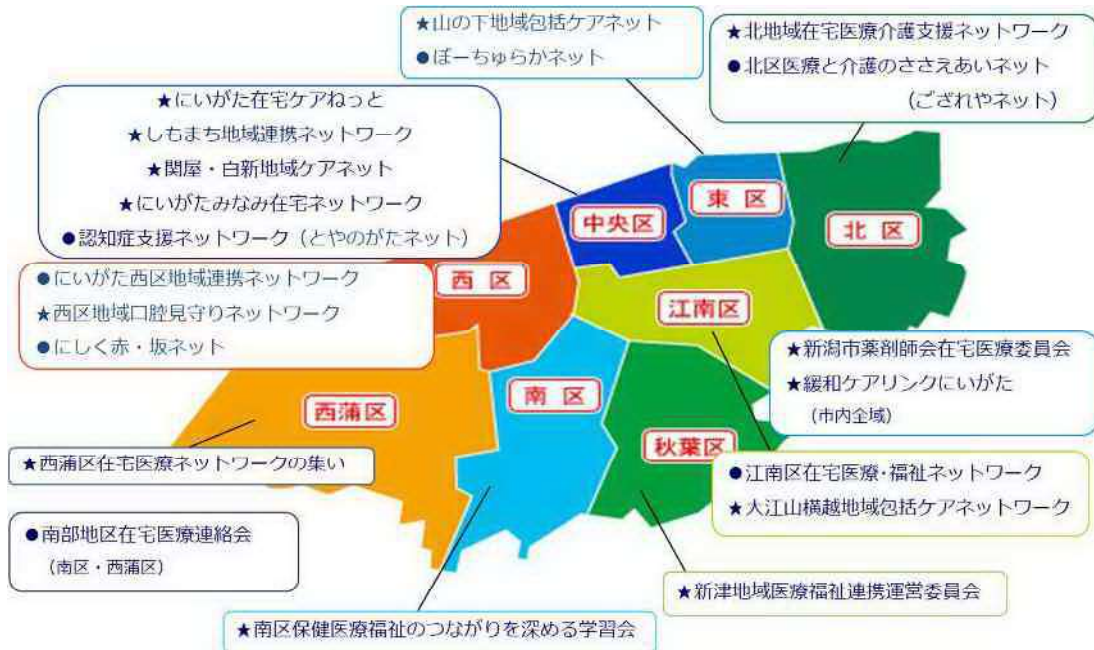 ★山の下地域包括ケアネット
●ぼーちゅらかネット
★北地域在宅医療介護支援ネットワーク
●北区医療と介護のささえあいネット
(ござれやネット)
★にいがた在宅ケアねっと
★しもまち地域連携ネットワーク
★関屋・白新地域ケアネット
★にいがたみなみ在宅ネットワーク
●認知症支援ネットワーク(とやのがたネット)
中央区
東区
北区
●にいがた西区地域連携ネットワーク
★西区地域口腔見守りネットワーク
●にしく赤・坂ネット
西区
江南区
★新潟市薬剤師会在宅医療委員会
★緩和ケアリンクにいがた
(市内全域)
西蒲区
南区
秋葉区
★西蒲区在宅医療ネットワークの集い
●江南区在宅医療・福祉ネットワーク
★大江山横越地域包括ケアネットワーク
●南部地区在宅医療連絡会
(南区・西蒲区)
★新津地域医療福祉連携運営委員会
★南区保健医療福祉のつながりを深める学習会